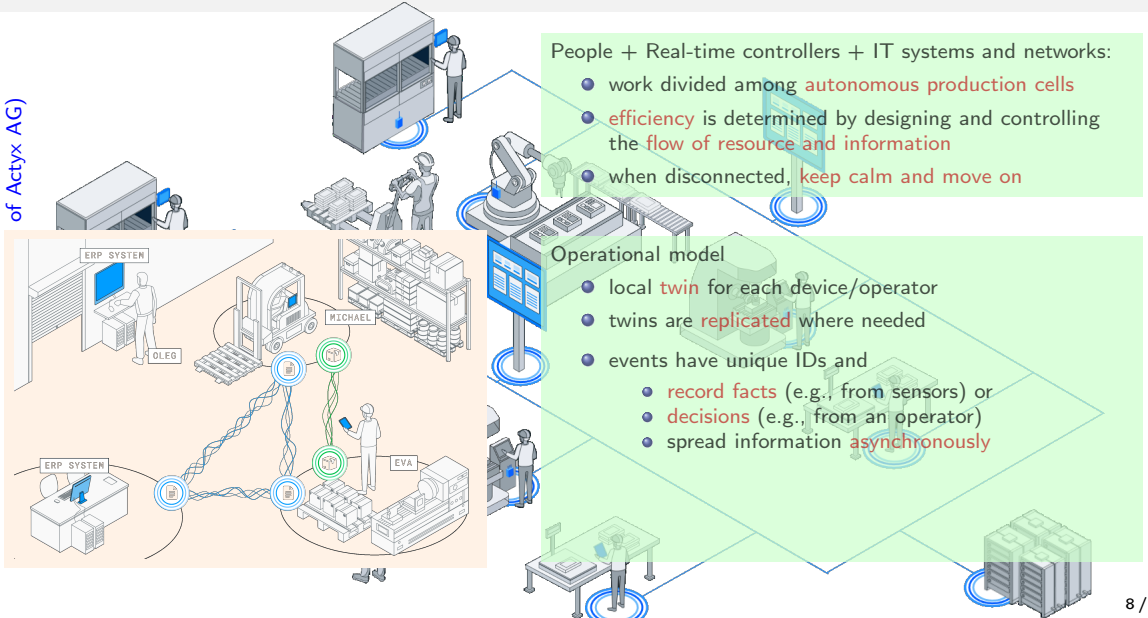 of Actyx AG)
People + Real-time controllers + IT systems and networks:
work divided among autonomous production cells
efficiency is determined by designing and controlling
the flow of resource and information
when disconnected, keep calm and move on
ERP SYSTEM
OLEG
MICHAEL
ERP SYSTEM
EVA
Operational model
local twin for each device/operator
twins are replicated where needed
events have unique IDs and
record facts (e.g., from sensors) or
decisions (e.g., from an operator)
spread information asynchronously
8 /